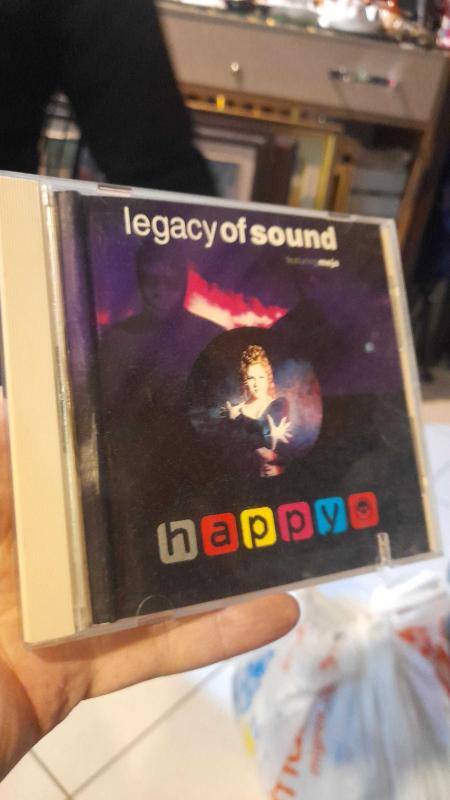 legacy of sound
featuring meja
happy